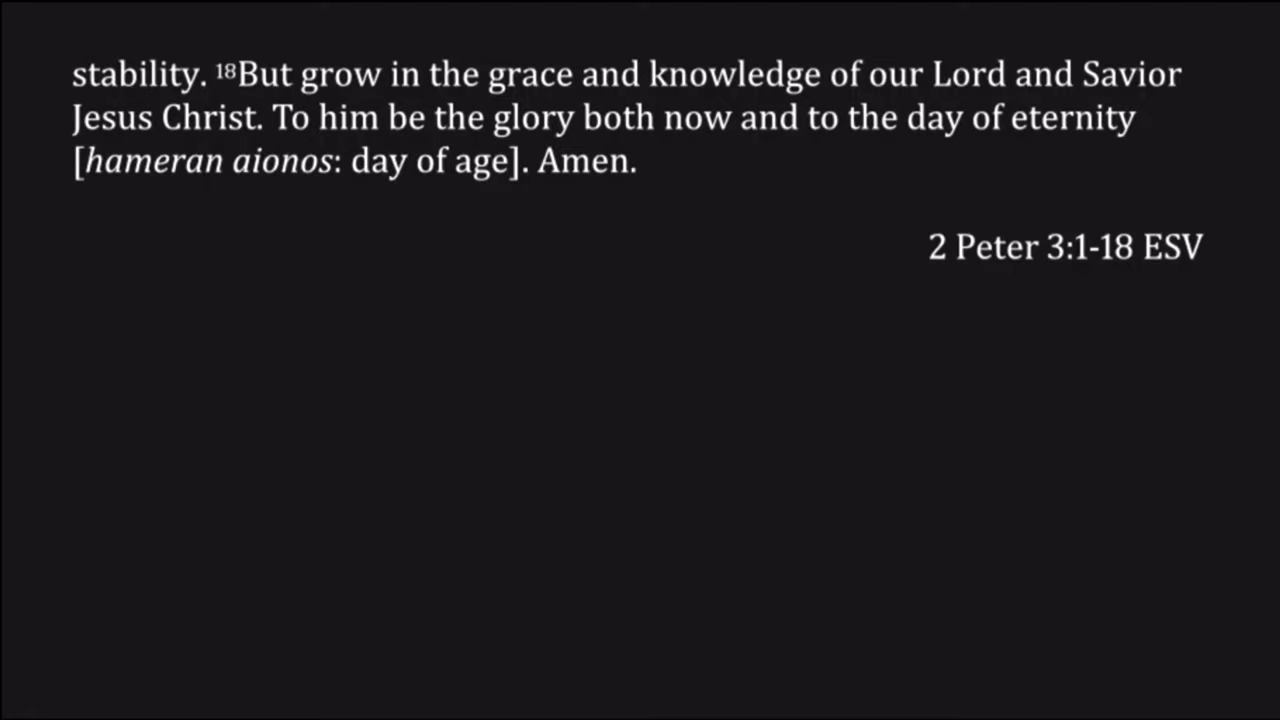 stability. 18But grow in the grace and knowledge of our Lord and Savior
Jesus Christ. To him be the glory both now and to the day of eternity
[hameran aionos: day of age]. Amen.
2 Peter 3:1-18 ESV